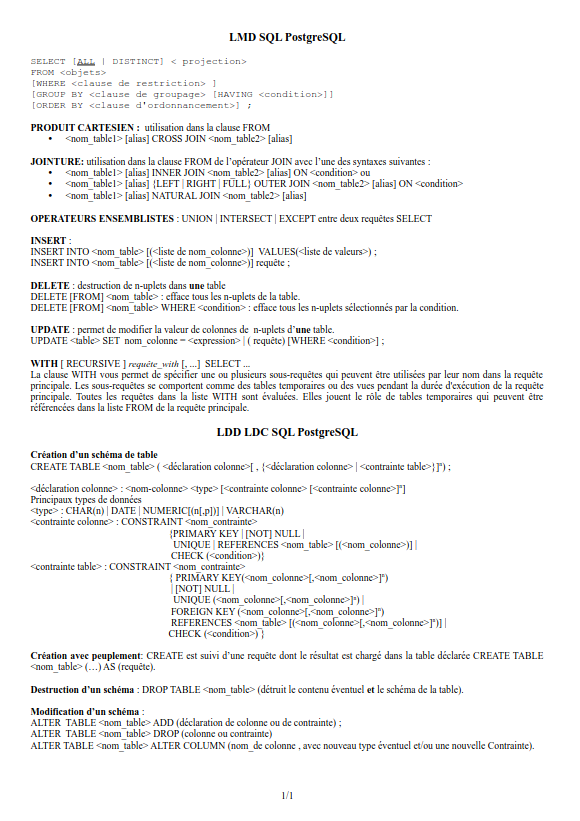 LMD SQL PostgreSQL
SELECT [ALL | DISTINCT] < projection>
FROM <objets>
[WHERE <clause de restriction> ]
[GROUP BY <clause de groupage> [HAVING <condition>]]
[ORDER BY <clause d'ordonnancement>] ;
PRODUIT CARTESIEN : utilisation dans la clause FROM
• <nom_table1> [alias] CROSS JOIN <nom_table2> [alias]
JOINTURE: utilisation dans la clause FROM de l'opérateur JOIN avec l'une des syntaxes suivantes :
• <nom_table1> [alias] INNER JOIN <nom_table2> [alias] ON <condition> ou
• <nom_table1> [alias] {LEFT | RIGHT | FULL} OUTER JOIN <nom_table2> [alias] ON <condition>
• <nom_table1> [alias] NATURAL JOIN <nom_table2> [alias]
OPERATEURS ENSEMBLISTES : UNION | INTERSECT | EXCEPT entre deux requêtes SELECT
INSERT :
INSERT INTO <nom_table> [(<liste de nom_colonne>)] VALUES(<liste de valeurs>) ;
INSERT INTO <nom_table> [(<liste de nom_colonne>)] requête ;
DELETE : destruction de n-uplets dans une table
DELETE [FROM] <nom_table> : efface tous les n-uplets de la table.
DELETE [FROM] <nom_table> WHERE <condition> : efface tous les n-uplets sélectionnés par la condition.
UPDATE : permet de modifier la valeur de colonnes de n-uplets d'une table.
UPDATE <table> SET nom_colonne = <expression> | ( requête) [WHERE <condition>] ;
WITH [ RECURSIVE ] requête_with [, ...] SELECT ...
La clause WITH vous permet de spécifier une ou plusieurs sous-requêtes qui peuvent être utilisées par leur nom dans la requête
principale. Les sous-requêtes se comportent comme des tables temporaires ou des vues pendant la durée d'exécution de la requête
principale. Toutes les requêtes dans la liste WITH sont évaluées. Elles jouent le rôle de tables temporaires qui peuvent être
référencées dans la liste FROM de la requête principale.
LDD LDC SQL PostgreSQL
Création d'un schéma de table
CREATE TABLE <nom_table> ( <déclaration colonne>[ , {<déclaration colonne> | <contrainte table>}]ⁿ) ;
<déclaration colonne> : <nom-colonne> <type> [<contrainte colonne> [<contrainte colonne>]ⁿ]
Principaux types de données
<type> : CHAR(n) | DATE | NUMERIC[(n[,p])] | VARCHAR(n)
<contrainte colonne> : CONSTRAINT <nom_contrainte>
{PRIMARY KEY | [NOT] NULL |
UNIQUE | REFERENCES <nom_table> [(<nom_colonne>)] |
CHECK (<condition>)}
<contrainte table> : CONSTRAINT <nom_contrainte>
{ PRIMARY KEY(<nom_colonne>[,<nom_colonne>]ⁿ)
| [NOT] NULL |
UNIQUE (<nom_colonne>[,<nom_colonne>]ⁿ) |
FOREIGN KEY (<nom_colonne>[,<nom_colonne>]ⁿ)
REFERENCES <nom_table> [(<nom_colonne>[,<nom_colonne>]ⁿ)] |
CHECK (<condition>) }
Création avec peuplement: CREATE est suivi d'une requête dont le résultat est chargé dans la table déclarée CREATE TABLE
<nom_table> (…) AS (requête).
Destruction d'un schéma : DROP TABLE <nom_table> (détruit le contenu éventuel et le schéma de la table).
Modification d'un schéma :
ALTER TABLE <nom_table> ADD (déclaration de colonne ou de contrainte) ;
ALTER TABLE <nom_table> DROP (colonne ou contrainte)
ALTER TABLE <nom_table> ALTER COLUMN (nom_de colonne , avec nouveau type éventuel et/ou une nouvelle Contrainte).
1/1